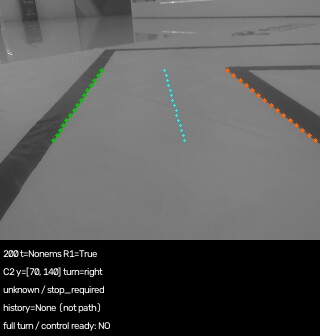 200 t=Nonems R1=True
C2 y=[70, 140] turn=right
unknown / stop_required
history=None (not path)
full turn / control ready: NO